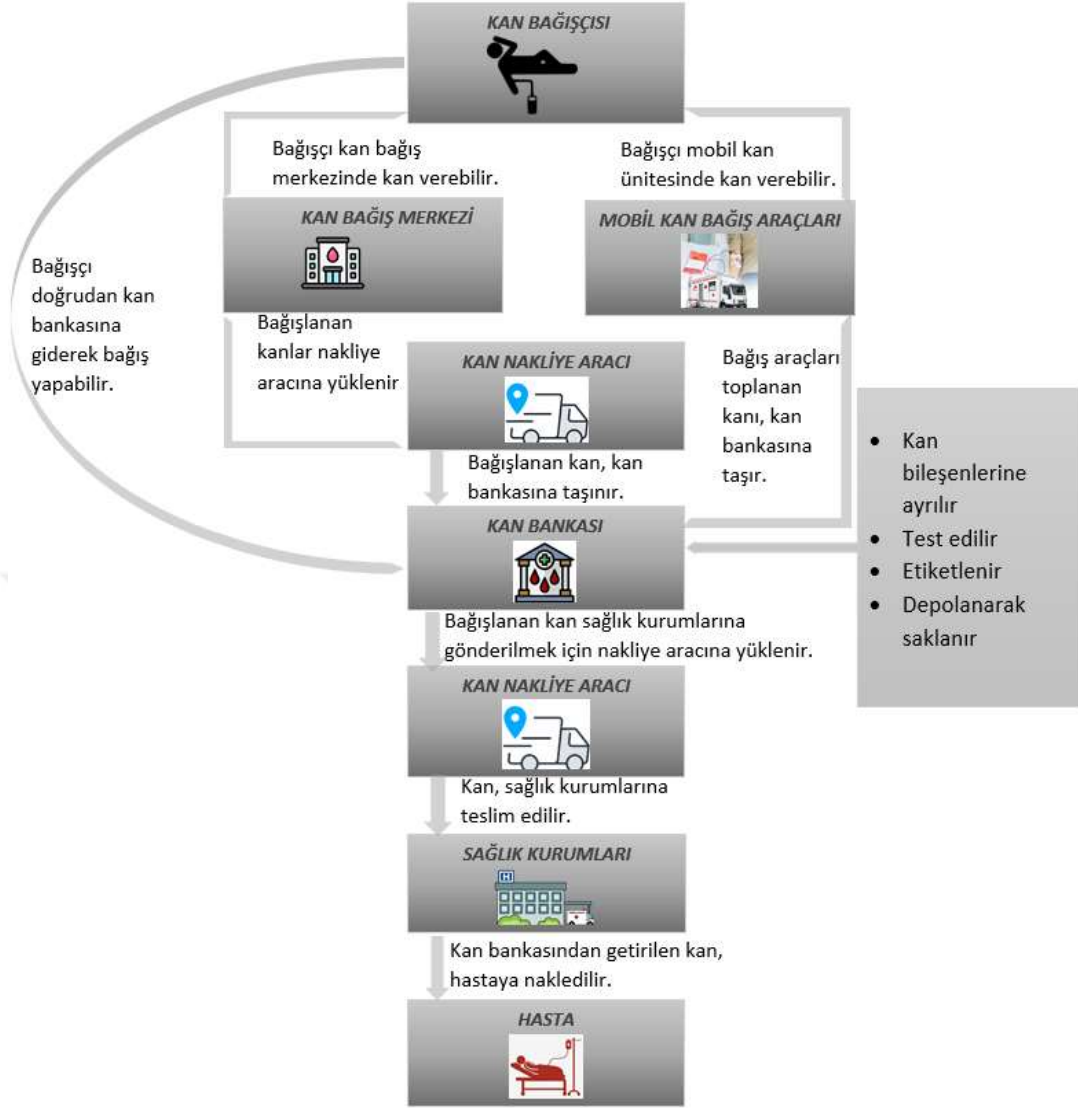 KAN BAĞIŞÇISI
Bağışçı kan bağış
merkezinde kan verebilir.
Bağışçı mobil kan
ünitesinde kan verebilir.
KAN BAĞIŞ MERKEZİ
MOBİL KAN BAĞIŞ ARAÇLARI
Bağışçı
doğrudan kan
bankasına
giderek bağış
yapabilir.
Bağışlanan
kanlar nakliye
aracına yüklenir
KAN NAKLİYE ARACI
Bağış araçları
toplanan
kanı, kan
bankasına
taşır.
Bağışlanan kan, kan
bankasına taşınır.
KAN BANKASI
• Kan
bileşenlerine
ayrılır
• Test edilir
• Etiketlenir
• Depolanarak
saklanır
Bağışlanan kan sağlık kurumlarına
gönderilmek için nakliye aracına yüklenir.
KAN NAKLİYE ARACI
Kan, sağlık kurumlarına
teslim edilir.
SAĞLIK KURUMLARI
H
Kan bankasından getirilen kan,
hastaya nakledilir.
HASTA